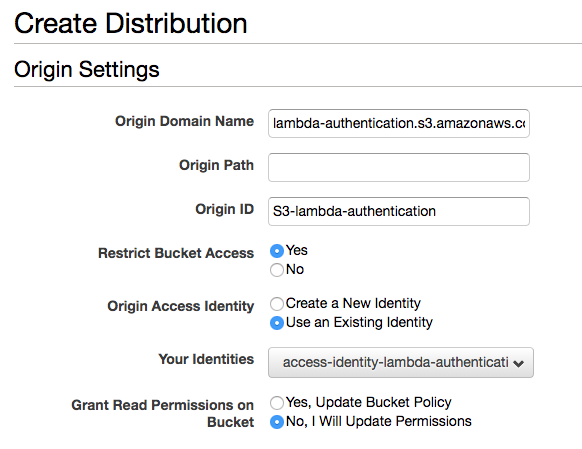 Create Distribution
Origin Settings
Origin Domain Name lambda-authentication.s3.amazonaws.cc
Origin Path
Origin ID S3-lambda-authentication
Restrict Bucket Access Yes
No
Origin Access Identity Create a New Identity
Use an Existing Identity
Your Identities access-identity-lambda-authenticati
Grant Read Permissions on Yes, Update Bucket Policy
Bucket No, I Will Update Permissions